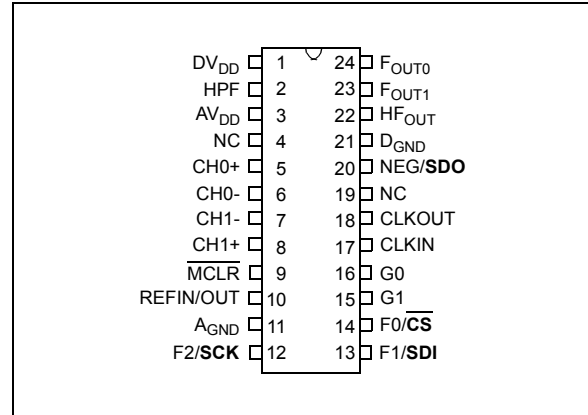 DVDD 1 24 FOUT0
HPF 2 23 FOUT1
AVDD 3 22 HFOUT
NC 4 21 DGND
CH0+ 5 20 NEG/SDO
CH0- 6 19 NC
CH1- 7 18 CLKOUT
CH1+ 8 17 CLKIN
MCLR 9 16 G0
REFIN/OUT 10 15 G1
AGND 11 14 F0/CS
F2/SCK 12 13 F1/SDI